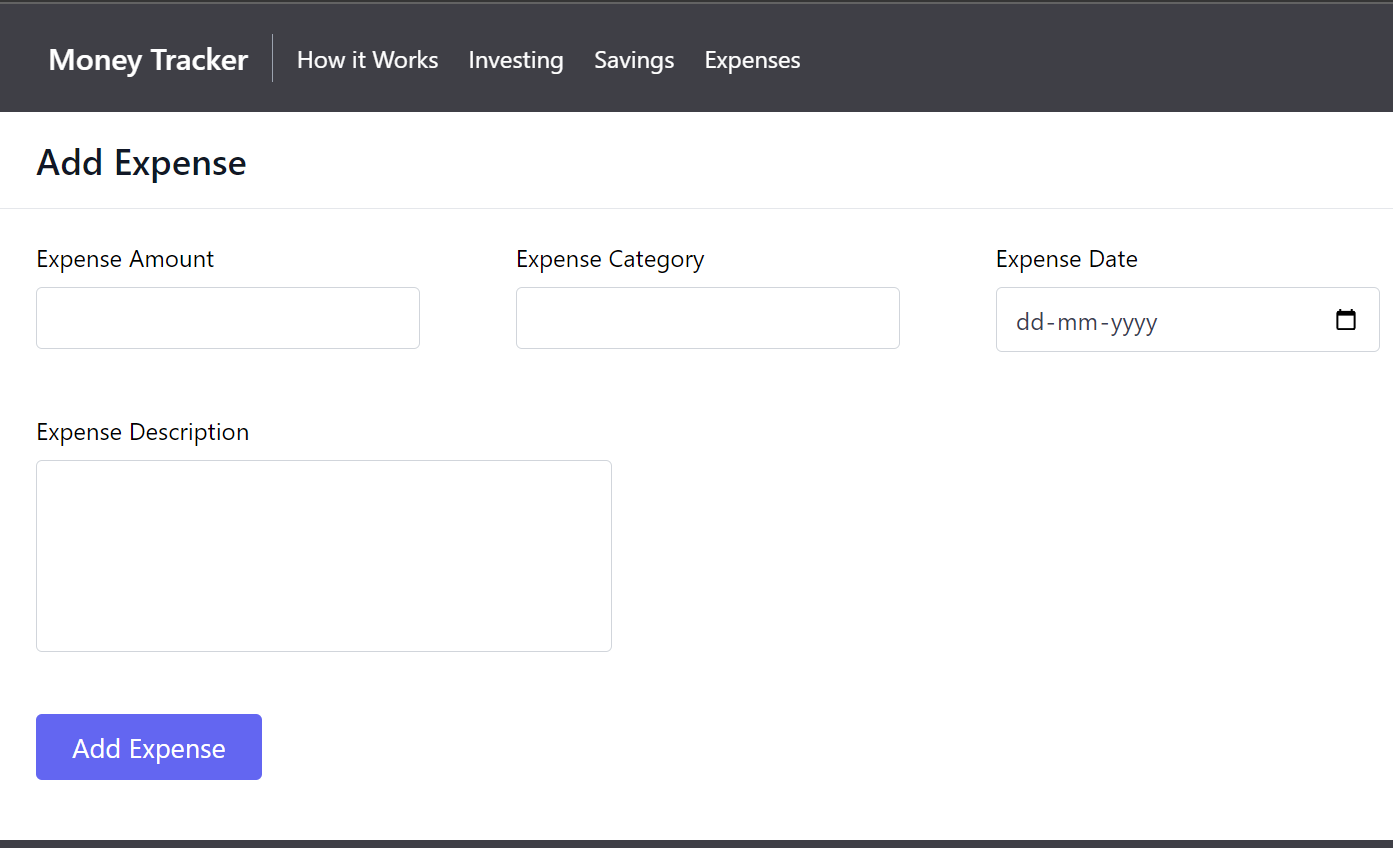 Money Tracker How it Works Investing Savings Expenses
Add Expense
Expense Amount Expense Category Expense Date
dd-mm-yyyy
Expense Description
Add Expense